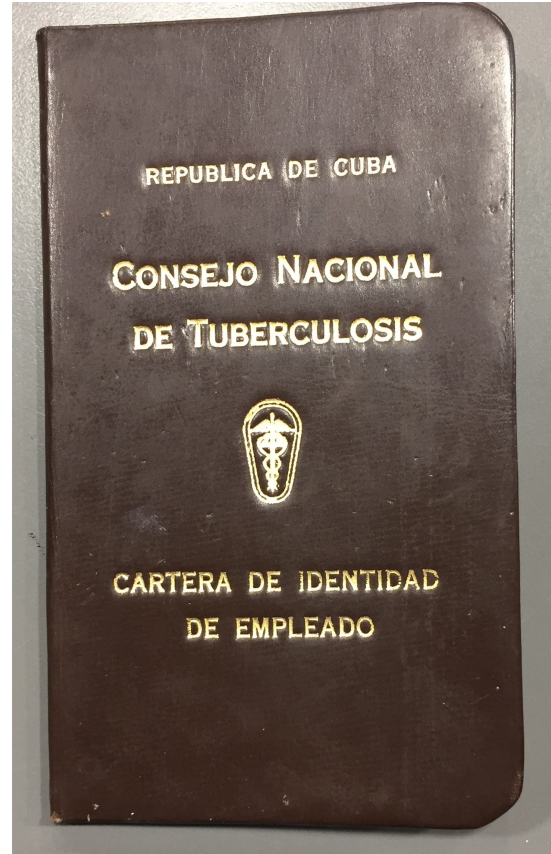 REPUBLICA DE CUBA
CONSEJO NACIONAL
DE TUBERCULOSIS
CARTERA DE IDENTIDAD
DE EMPLEADO